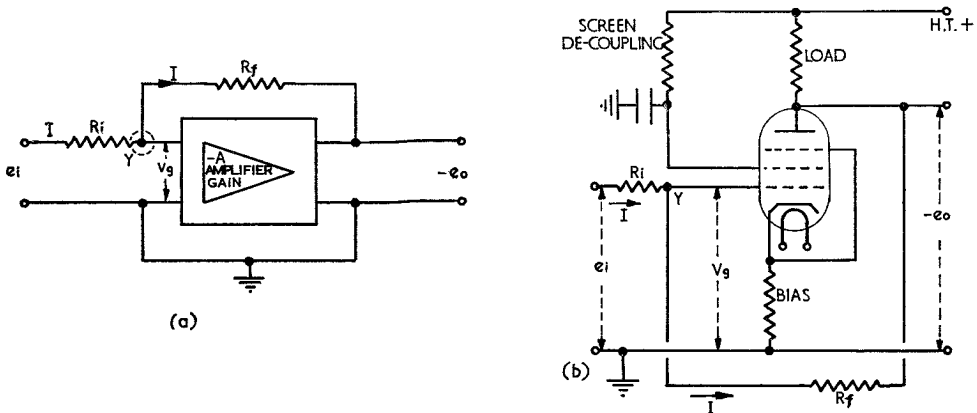 I
Rf
I
Ri
Y
ei
Vg
-A
AMPLIFIER
GAIN
-eo
(a)
SCREEN
DE-COUPLING
LOAD
H.T. +
Ri
I
Y
ei
Vg
BIAS
-eo
(b)
I
Rf